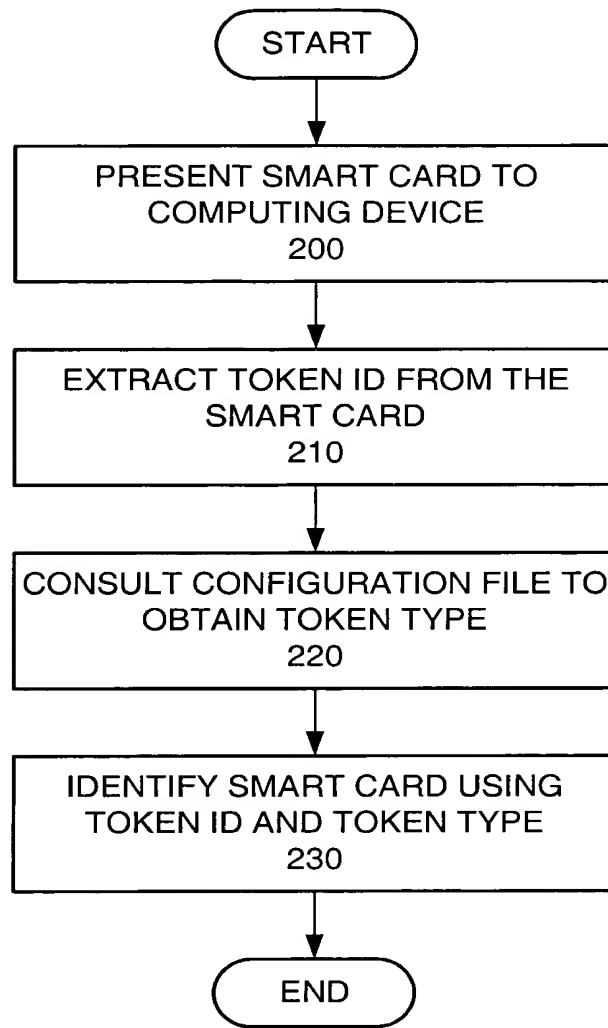 START
PRESENT SMART CARD TO
COMPUTING DEVICE
200
EXTRACT TOKEN ID FROM THE
SMART CARD
210
CONSULT CONFIGURATION FILE TO
OBTAIN TOKEN TYPE
220
IDENTIFY SMART CARD USING
TOKEN ID AND TOKEN TYPE
230
END